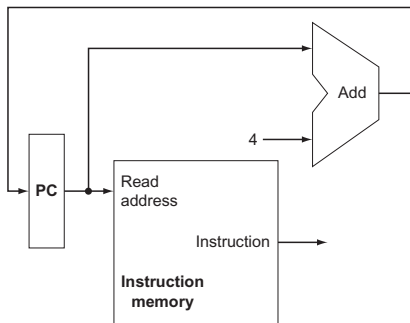 Add
4
PC
Read
address
Instruction
Instruction
memory